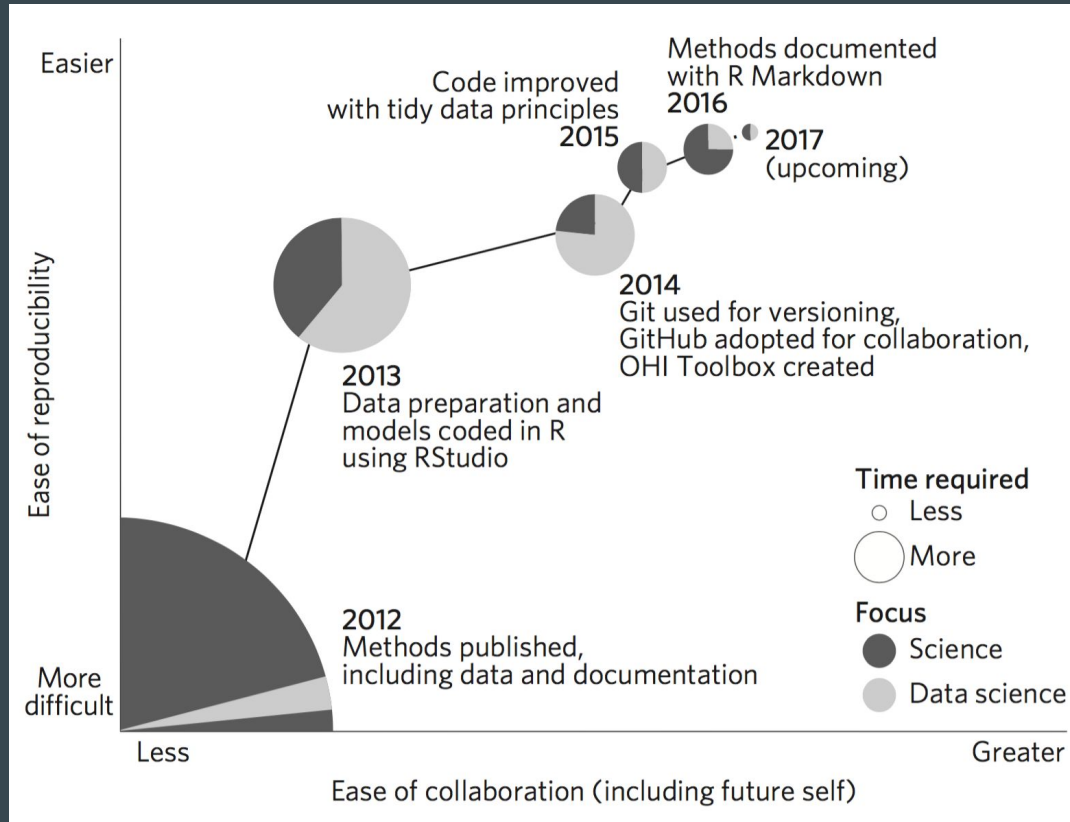 Easier
Ease of reproducibility
More
difficult
Code improved
with tidy data principles
2015
Methods documented
with R Markdown
2016
2017
(upcoming)
2014
Git used for versioning,
GitHub adopted for collaboration,
OHI Toolbox created
2013
Data preparation and
models coded in R
using RStudio
2012
Methods published,
including data and documentation
Time required
Less
More
Focus
Science
Data science
Less
Greater
Ease of collaboration (including future self)